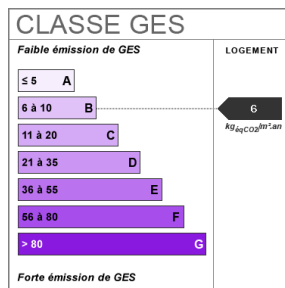 CLASSE GES
Faible émission de GES
LOGEMENT
≤ 5 A
6 à 10 B
6
kgéqCO2/m².an
11 à 20 C
21 à 35 D
36 à 55 E
56 à 80 F
> 80 G
Forte émission de GES